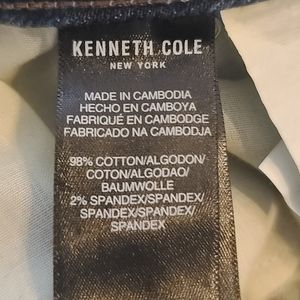 KENNETH COLE
NEW YORK
MADE IN CAMBODIA
HECHO EN CAMBOYA
FABRIQUÉ EN CAMBODGE
FABRICADO NA CAMBODJA
98% COTTON/ALGODON/
COTON/ALGODAO/
BAUMWOLLE
2% SPANDEX/SPANDEX/
SPANDEX/SPANDEX/
SPANDEX